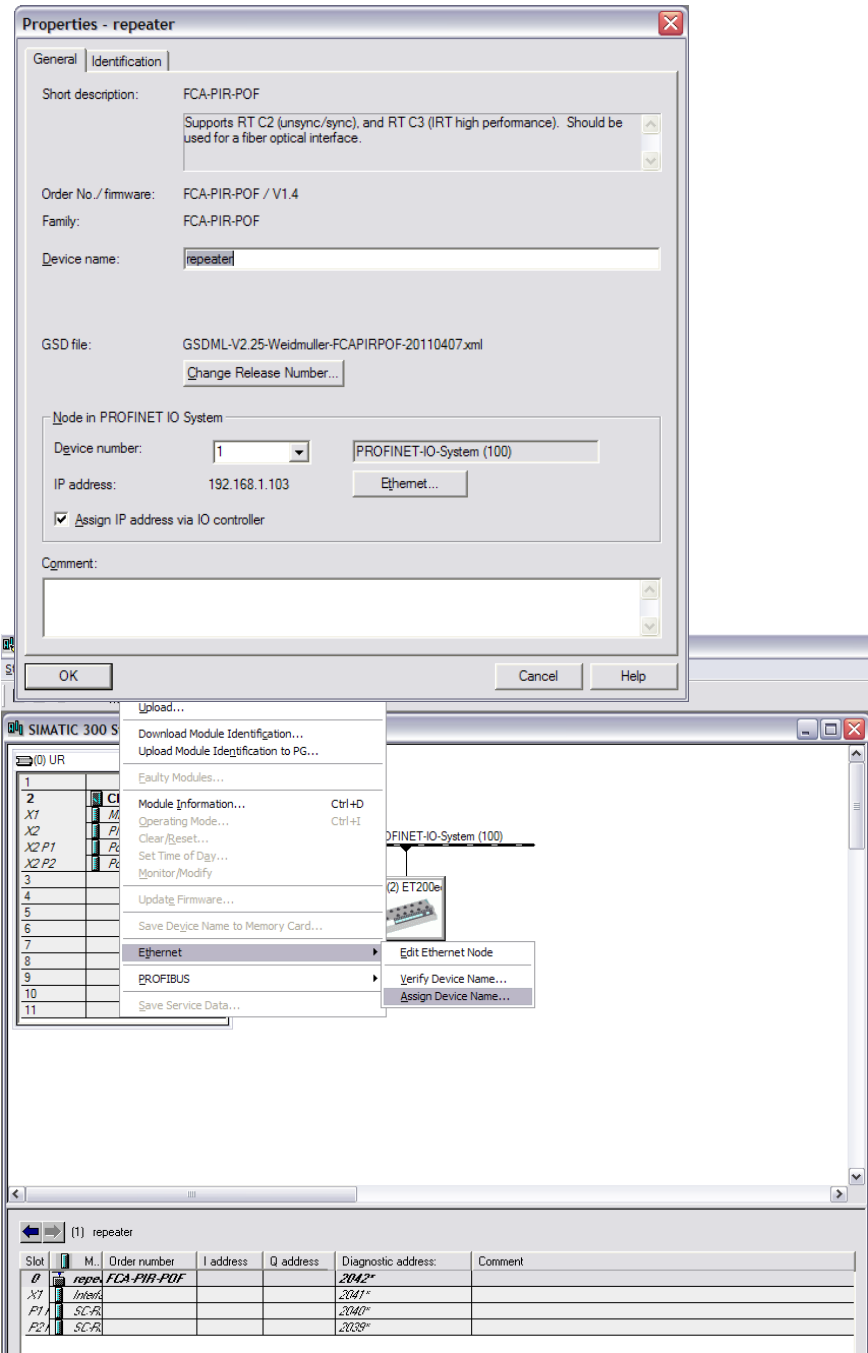 Properties - repeater
General
Identification
Short description:
FCA-PIR-POF
Supports RT C2 (unsync/sync), and RT C3 (IRT high performance). Should be
used for a fiber optical interface.
Order No./ firmware:
FCA-PIR-POF / V1.4
Family:
FCA-PIR-POF
Device name:
repeater
GSD file:
GSDML-V2.25-Weidmuller-FCAPIRPOF-20110407.xml
Change Release Number...
Node in PROFINET IO System
Device number:
1
PROFINET-IO-System (100)
IP address:
192.168.1.103
Ethernet...
Assign IP address via IO controller
Comment:
OK
Cancel
Help
Upload...
SIMATIC 300 S
Download Module Identification...
Upload Module Identification to PG...
(0) UR
Faulty Modules...
1
2
Module Information... Ctrl+D
X1
Operating Mode... Ctrl+I
X2
Clear/Reset...
X2 P1
Set Time of Day...
X2 P2
Monitor/Modify
OFINET-IO-System (100)
3
4
Update Firmware...
(2) ET200e
5
6
Save Device Name to Memory Card...
7
Ethernet
Edit Ethernet Node
8
9
PROFIBUS
Verify Device Name...
10
Assign Device Name...
11
Save Service Data...
(1) repeater
Slot M.. Order number I address Q address Diagnostic address: Comment
0 repe FCA-PIR-POF 2042*
X1 Interfa 2041*
P1 SC-R 2040*
P2 SC-R 2039*